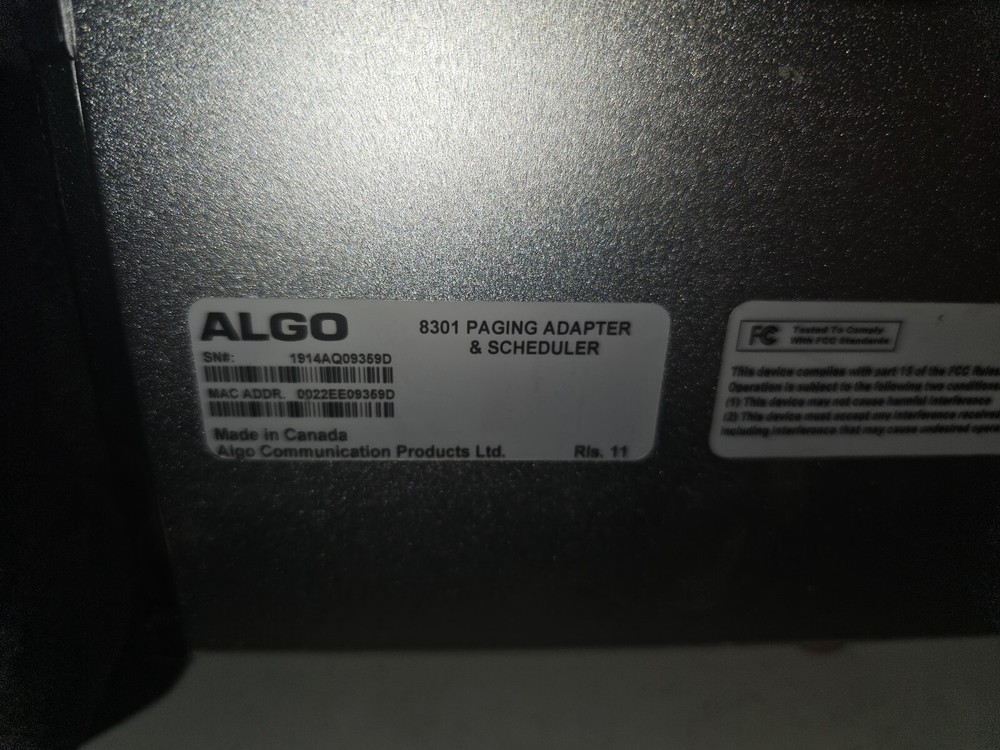 ALGO
8301 PAGING ADAPTER
& SCHEDULER
SN#: 1914AQ09359D
MAC ADDR. 0022EE09359D
Made in Canada
Algo Communication Products Ltd. Rls. 11
FC Tested To Comply
With FCC Standards
This device complies with part 15 of the FCC Rules
Operation is subject to the following two conditions
(1) This device may not cause harmful interference
(2) This device must accept any interference received
including interference that may cause undesired